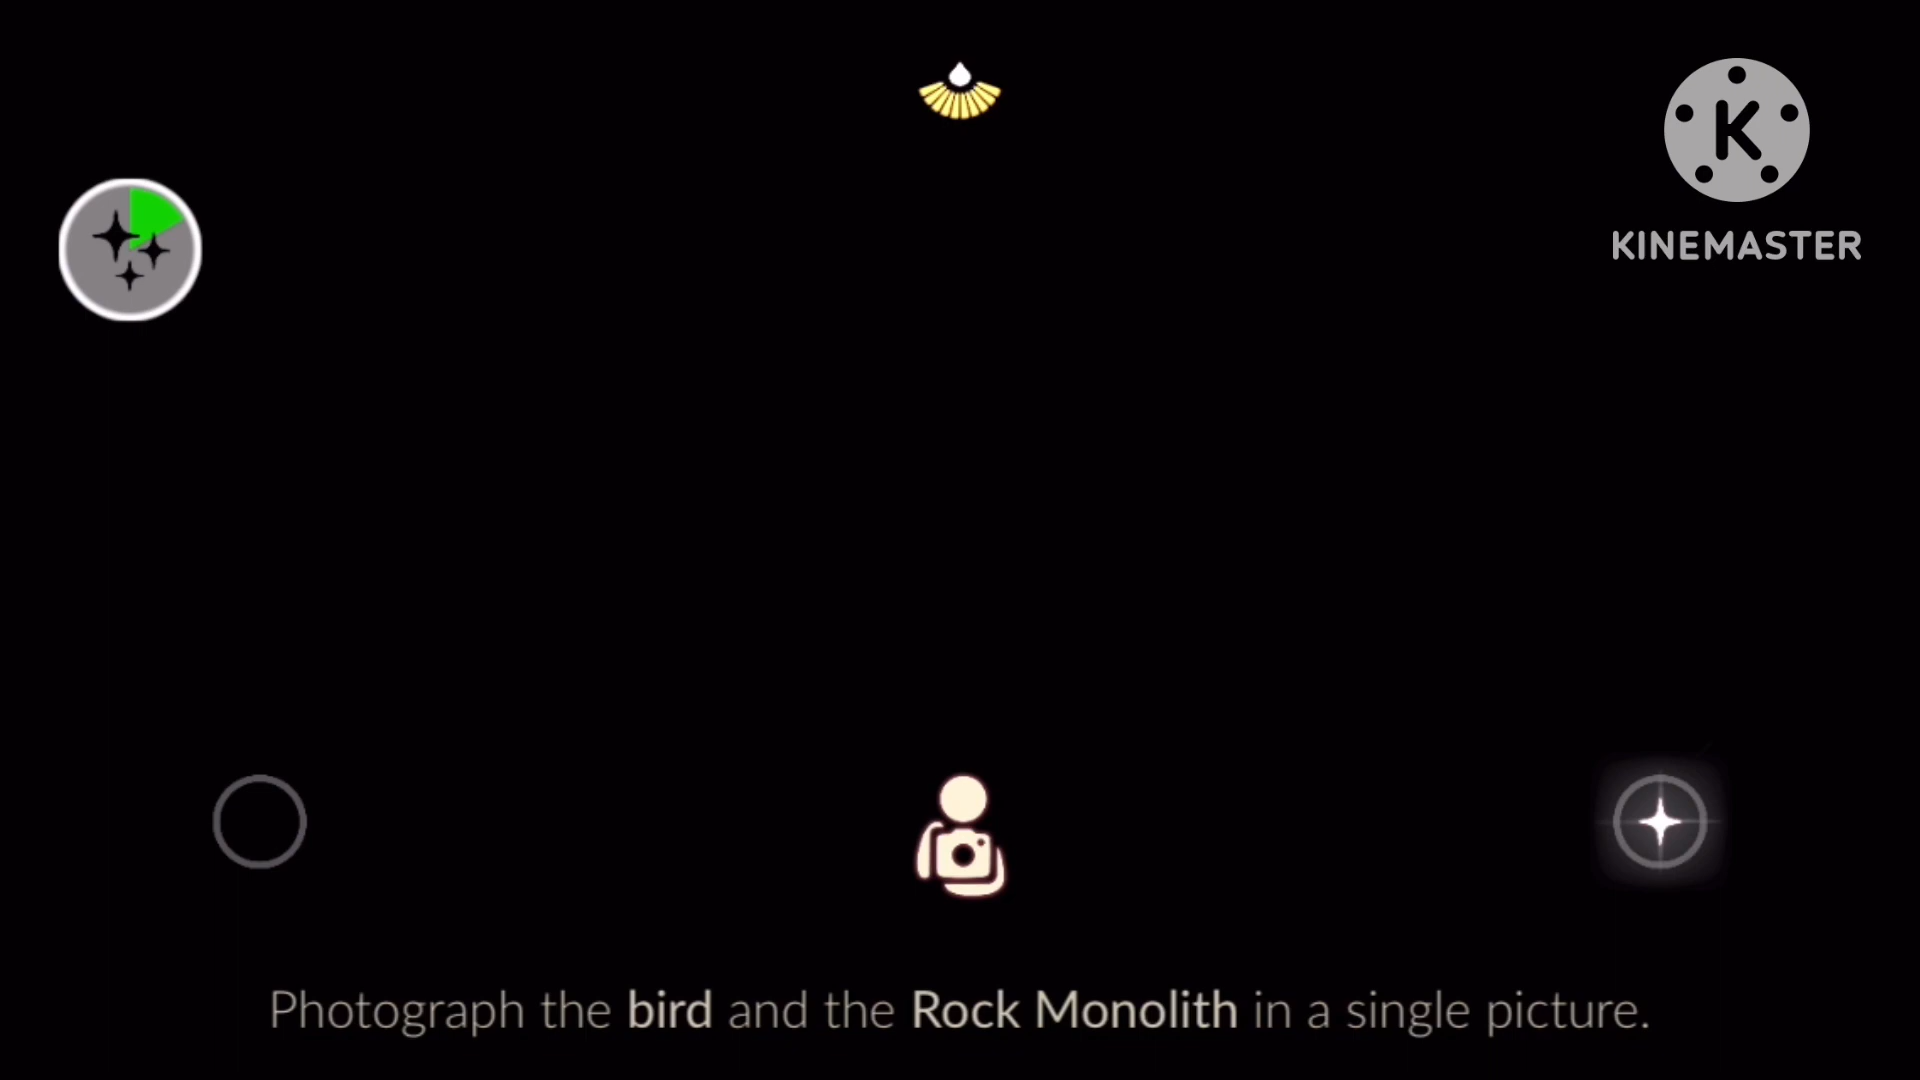 K
KINEMASTER
Photograph the bird and the Rock Monolith in a single picture.